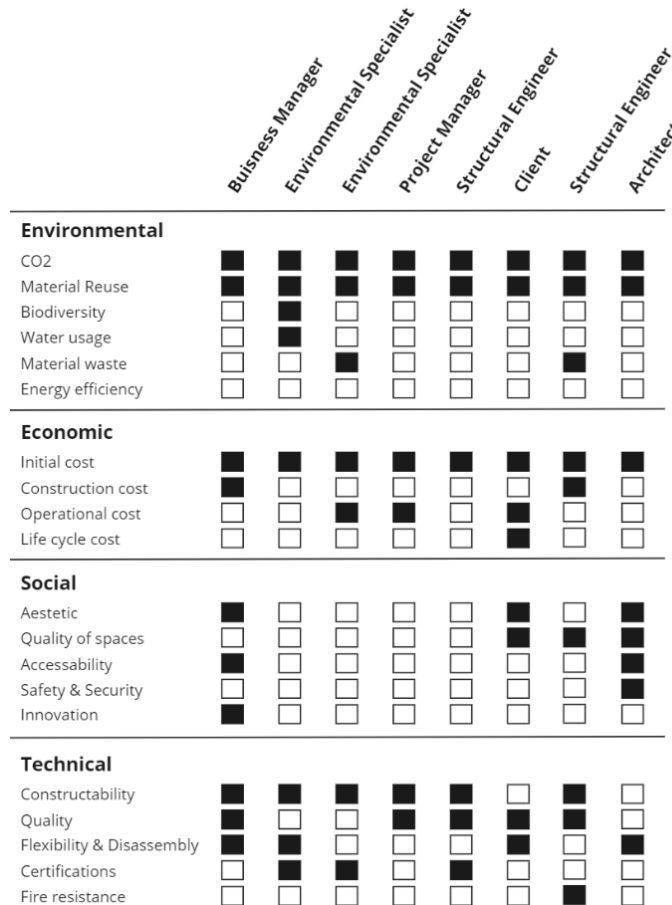 Buisness Manager
Environmental Specialist
Environmental Specialist
Project Manager
Structural Engineer
Client
Structural Engineer
Architect
Environmental
CO2
Material Reuse
Biodiversity
Water usage
Material waste
Energy efficiency
Economic
Initial cost
Construction cost
Operational cost
Life cycle cost
Social
Aestetic
Quality of spaces
Accessability
Safety & Security
Innovation
Technical
Constructability
Quality
Flexibility & Disassembly
Certifications
Fire resistance